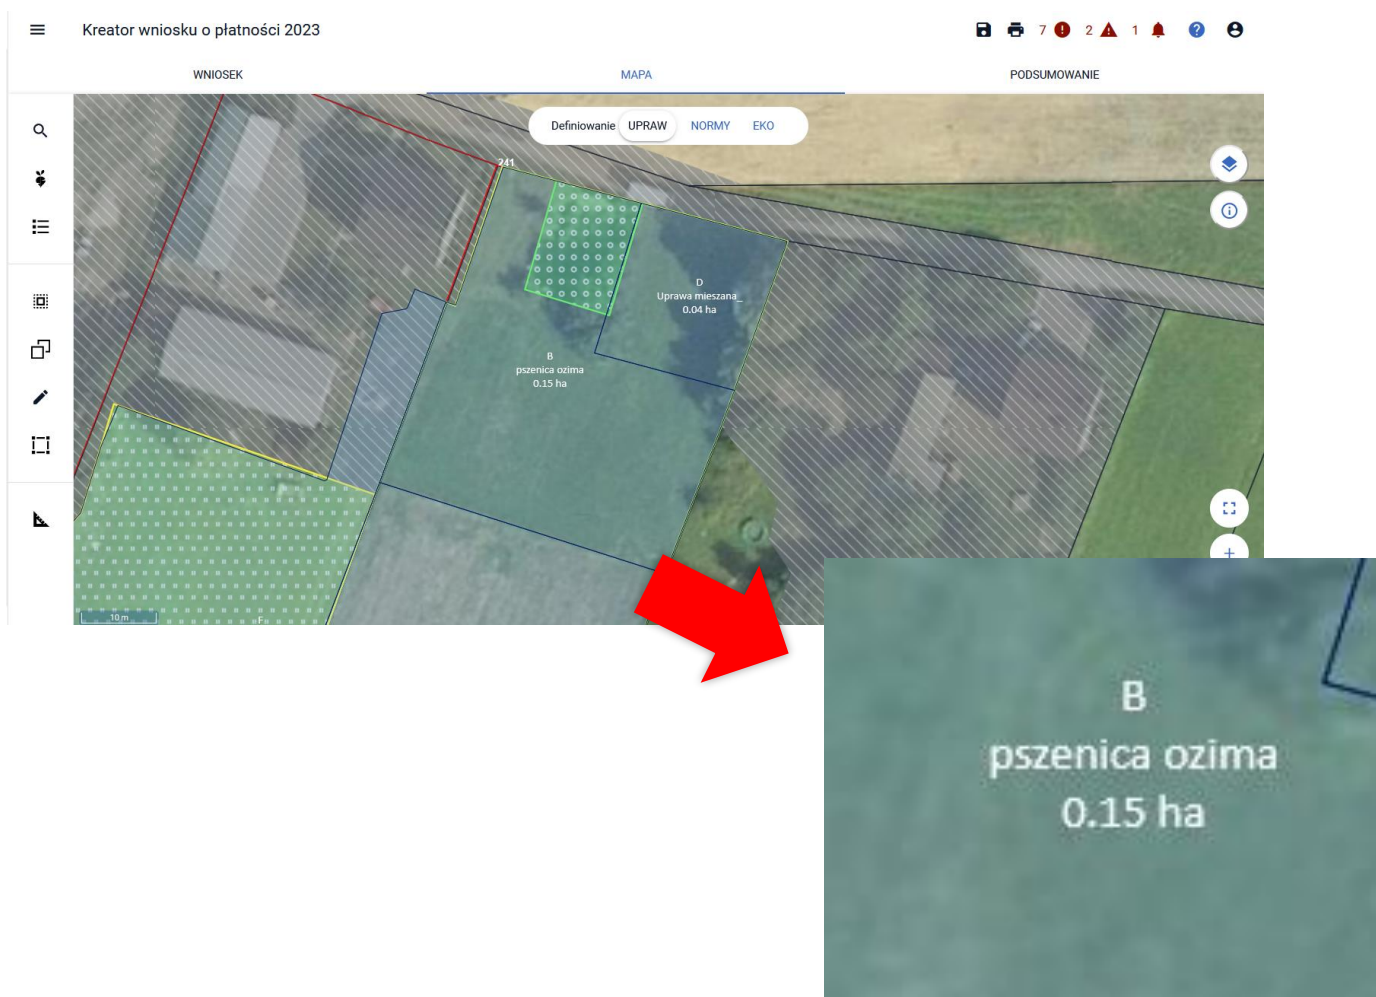 Kreator wniosku o płatności 2023
7 2 1
WNIOSEK MAPA PODSUMOWANIE
Definiowanie UPRAW NORMY EKO
241
D
Uprawa mieszana_
0.04 ha
B
pszenica ozima
0.15 ha
10 m
F
B
pszenica ozima
0.15 ha